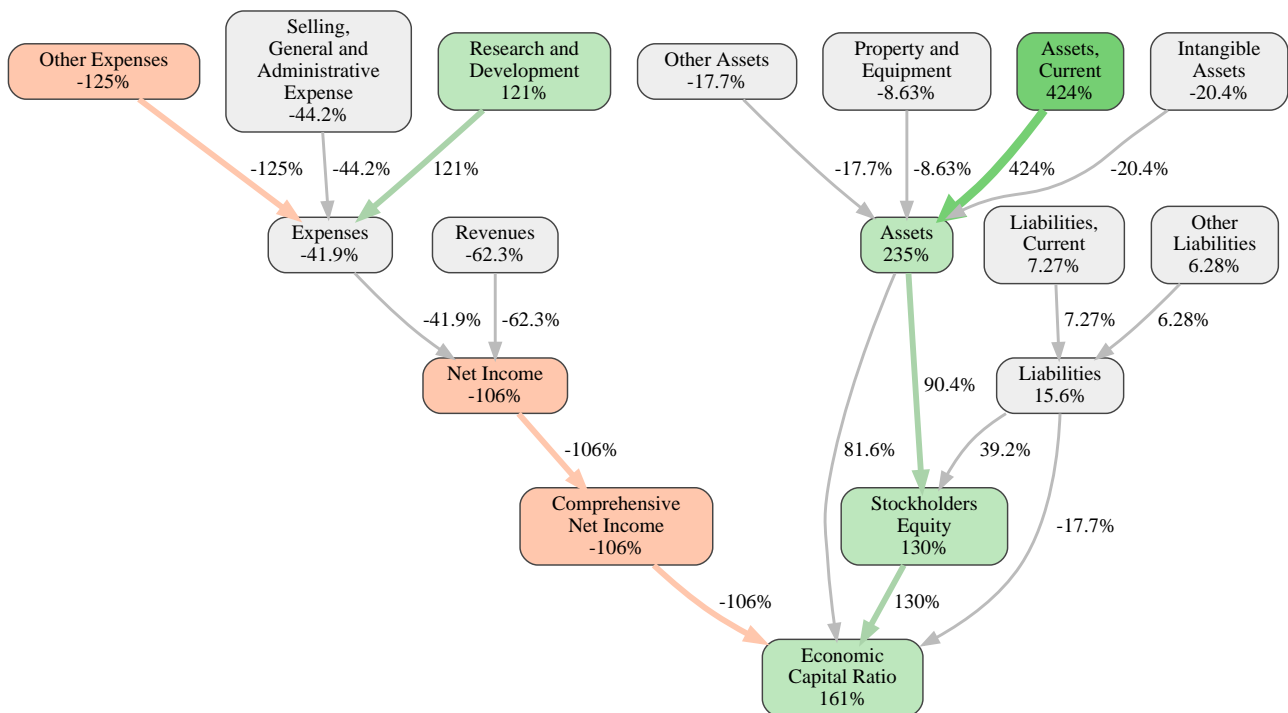 Other Expenses
-125%
Selling,
General and
Administrative
Expense
-44.2%
Research and
Development
121%
Other Assets
-17.7%
Property and
Equipment
-8.63%
Assets,
Current
424%
Intangible
Assets
-20.4%
-125%
-44.2%
121%
-17.7%
-8.63%
424%
-20.4%
Expenses
-41.9%
Revenues
-62.3%
Assets
235%
Liabilities,
Current
7.27%
Other
Liabilities
6.28%
-41.9%
-62.3%
7.27%
6.28%
Net Income
-106%
90.4%
Liabilities
15.6%
-106%
81.6%
39.2%
Comprehensive
Net Income
-106%
Stockholders
Equity
130%
-17.7%
-106%
130%
Economic
Capital Ratio
161%